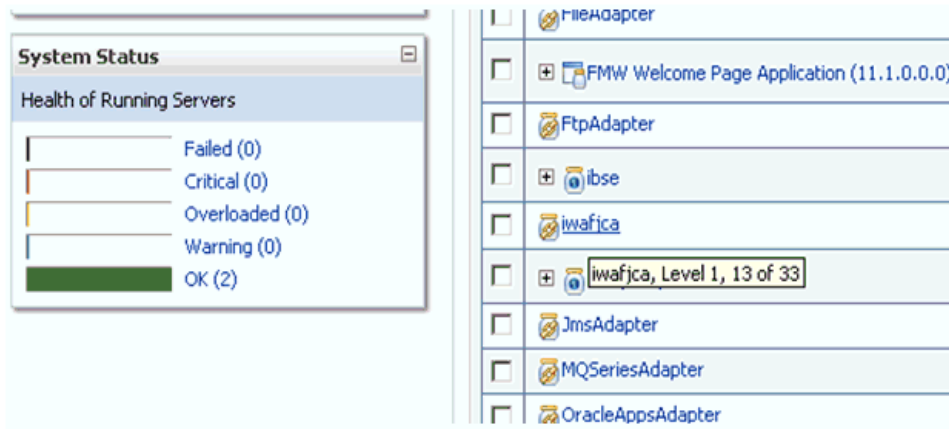 System Status
Health of Running Servers
Failed (0)
Critical (0)
Overloaded (0)
Warning (0)
OK (2)
FileAdapter
FMW Welcome Page Application (11.1.0.0.0)
FtpAdapter
ibse
iwafjca
iwafjca, Level 1, 13 of 33
JmsAdapter
MQSeriesAdapter
OracleAppsAdapter